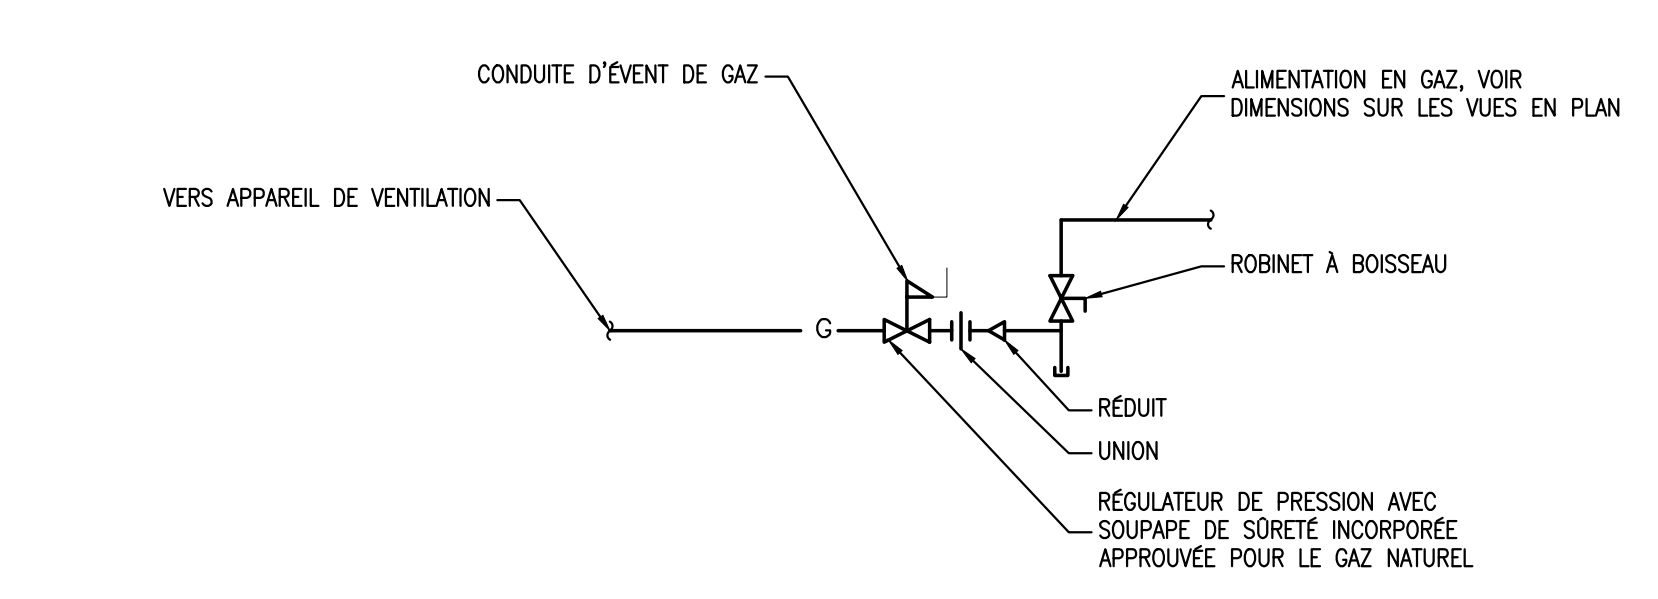 CONDUITE D'ÉVENT DE GAZ
ALIMENTATION EN GAZ, VOIR
DIMENSIONS SUR LES VUES EN PLAN
VERS APPAREIL DE VENTILATION
ROBINET À BOISSEAU
G
RÉDUIT
UNION
RÉGULATEUR DE PRESSION AVEC
SOUPAPE DE SÛRETÉ INCORPORÉE
APPROUVÉE POUR LE GAZ NATUREL